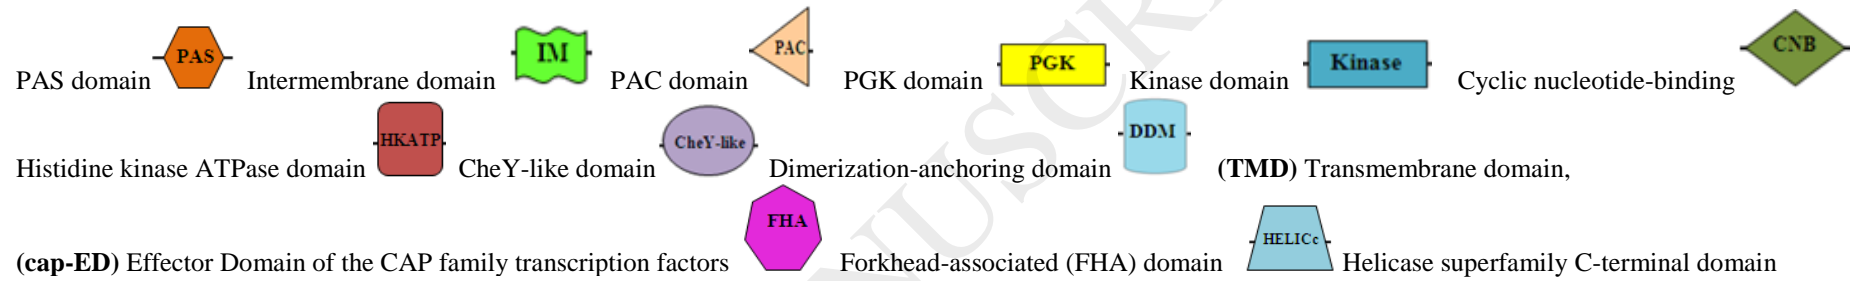 PAS domain PAS Intermembrane domain IM PAC domain PAC PGK domain PGK Kinase domain Kinase Cyclic nucleotide-binding CNB
Histidine kinase ATPase domain HKATP CheY-like domain CheY-like Dimerization-anchoring domain DDM (TMD) Transmembrane domain,
(cap-ED) Effector Domain of the CAP family transcription factors FHA Forkhead-associated (FHA) domain HELICc Helicase superfamily C-terminal domain